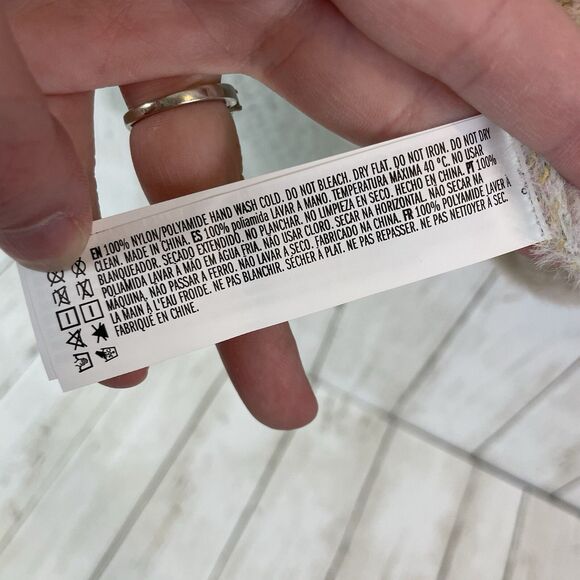 EN 100% NYLON/POLYAMIDE HAND WASH COLD. DO NOT BLEACH. DRY FLAT. DO NOT IRON. DO NOT DRY
CLEAN. MADE IN CHINA. ES 100% poliamida LAVAR A MANO. TEMPERATURA MÁXIMA 40 °C. NO USAR
BLANQUEADOR. SECADO EXTENDIDO. NO PLANCHAR. NO LIMPIEZA EN SECO. HECHO EN CHINA. PT 100%
POLIAMIDA LAVAR À MÃO EM AGUA FRIA. NÃO USAR CLORO. SECAR NA HORIZONTAL. NÃO SECAR NA
MÁQUINA. NÃO PASSAR A FERRO. NÃO LAVAR A SECO. FABRICADO NA CHINA. FR 100% POLYAMIDE LAVER À
LA MAIN À L'EAU FROIDE. NE PAS BLANCHIR. SÉCHER À PLAT. NE PAS REPASSER. NE PAS NETTOYER À SEC.
FABRIQUÉ EN CHINE.